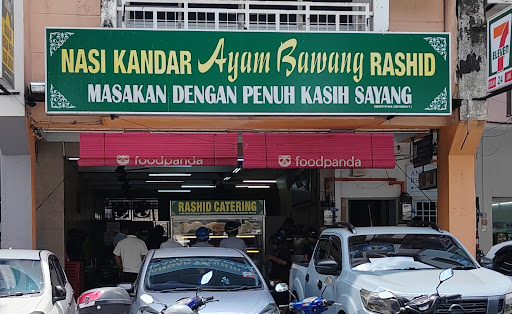 NASI KANDAR Ayam Bawang RASHID
MASAKAN DENGAN PENUH KASIH SAYANG
7
ELEVEN
foodpanda
foodpanda
RASHID CATERING